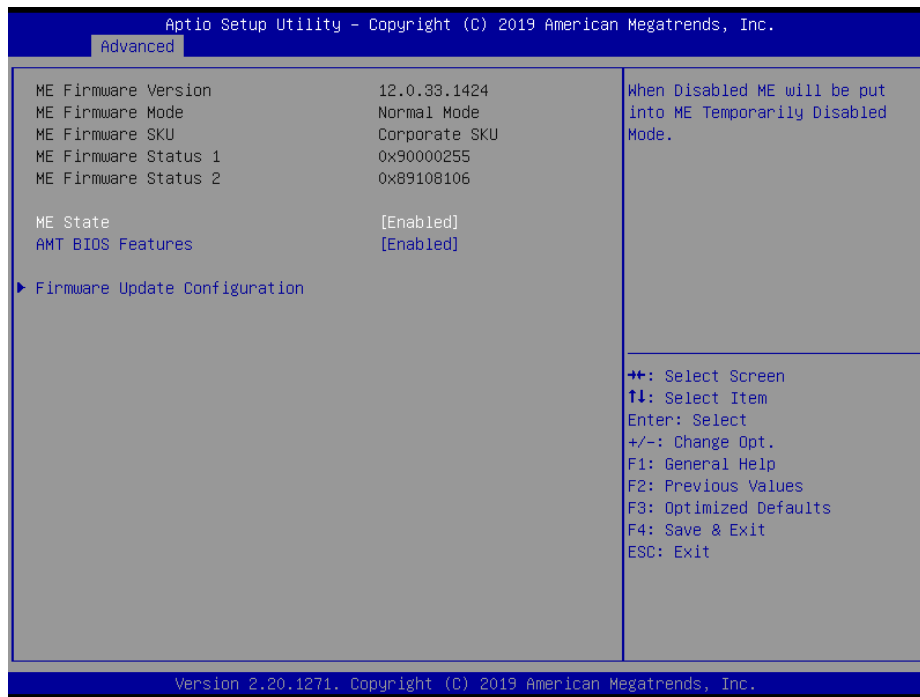 Aptio Setup Utility – Copyright (C) 2019 American Megatrends, Inc.
Advanced
ME Firmware Version 12.0.33.1424
ME Firmware Mode Normal Mode
ME Firmware SKU Corporate SKU
ME Firmware Status 1 0x90000255
ME Firmware Status 2 0x89108106
ME State [Enabled]
AMT BIOS Features [Enabled]
Firmware Update Configuration
When Disabled ME will be put
into ME Temporarily Disabled
Mode.
→←: Select Screen
↑↓: Select Item
Enter: Select
+/-: Change Opt.
F1: General Help
F2: Previous Values
F3: Optimized Defaults
F4: Save & Exit
ESC: Exit
Version 2.20.1271. Copyright (C) 2019 American Megatrends, Inc.